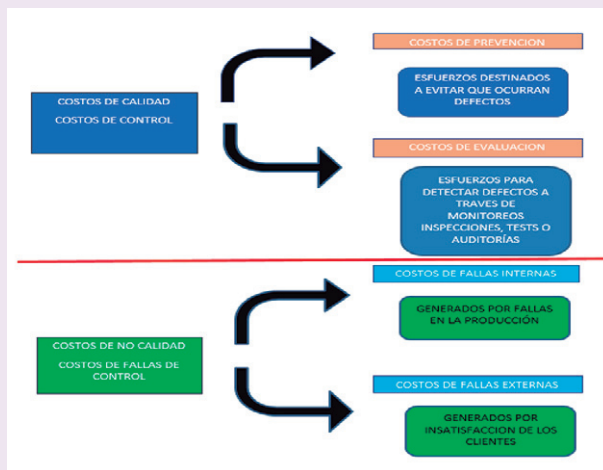 COSTOS DE CALIDAD
COSTOS DE CONTROL
COSTOS DE PREVENCION
ESFUERZOS DESTINADOS
A EVITAR QUE OCURRAN
DEFECTOS
COSTOS DE EVALUACION
ESFUERZOS PARA
DETECTAR DEFECTOS A
TRAVES DE
MONITOREOS
INSPECCIONES, TESTS O
AUDITORÍAS
COSTOS DE NO CALIDAD
COSTOS DE FALLAS DE
CONTROL
COSTOS DE FALLAS INTERNAS
GENERADOS POR FALLAS
EN LA PRODUCCIÓN
COSTOS DE FALLAS EXTERNAS
GENERADOS POR
INSATISFACCION DE LOS
CLIENTES